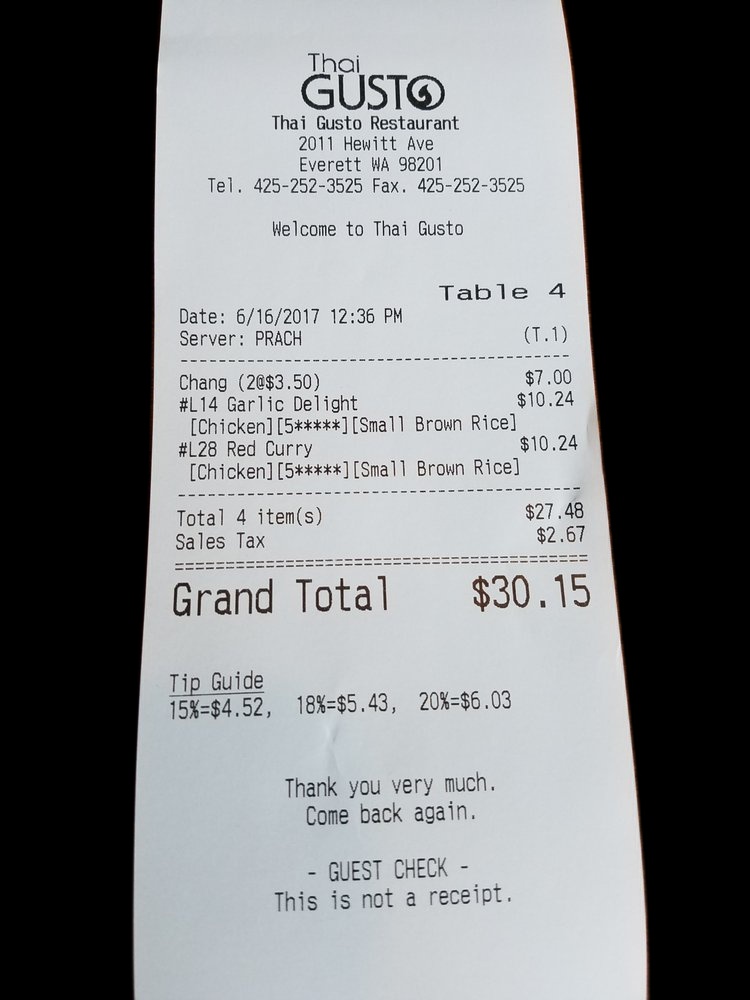 Thai
GUSTO
Thai Gusto Restaurant
2011 Hewitt Ave
Everett WA 98201
Tel. 425-252-3525 Fax. 425-252-3525
Welcome to Thai Gusto
Table 4
Date: 6/16/2017 12:36 PM
Server: PRACH (T.1)
Chang (2@$3.50) $7.00
#L14 Garlic Delight $10.24
[Chicken][5*****][Small Brown Rice]
#L28 Red Curry $10.24
[Chicken][5*****][Small Brown Rice]
Total 4 item(s) $27.48
Sales Tax $2.67
Grand Total $30.15
Tip Guide
15%=$4.52, 18%=$5.43, 20%=$6.03
Thank you very much.
Come back again.
- GUEST CHECK -
This is not a receipt.